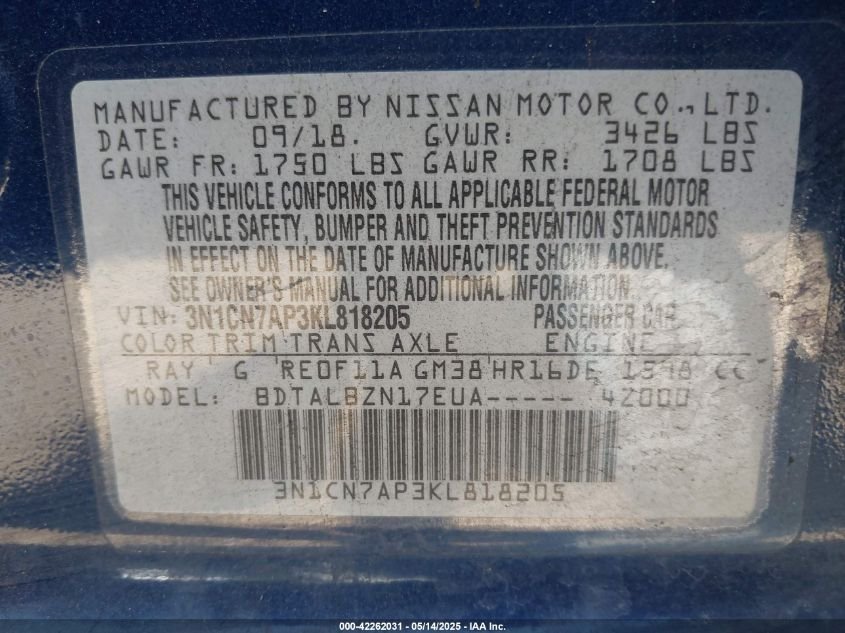 MANUFACTURED BY NISSAN MOTOR CO., LTD.
DATE: 09/18. GVWR: 3426 LBS
GAWR FR: 1750 LBS GAWR RR: 1708 LBS
THIS VEHICLE CONFORMS TO ALL APPLICABLE FEDERAL MOTOR
VEHICLE SAFETY, BUMPER AND THEFT PREVENTION STANDARDS
IN EFFECT ON THE DATE OF MANUFACTURE SHOWN ABOVE.
SEE OWNER'S MANUAL FOR ADDITIONAL INFORMATION.
VIN: 3N1CN7AP3KL818205 PASSENGER CAR
COLOR TRIM TRANS AXLE ENGINE
RAY G RE0F11A GM38 HR16DE 1598 CC
MODEL: BDTALBZN17EUA----- 42000
3N1CN7AP3KL818205
000-42262031 - 05/14/2025 - IAA Inc.